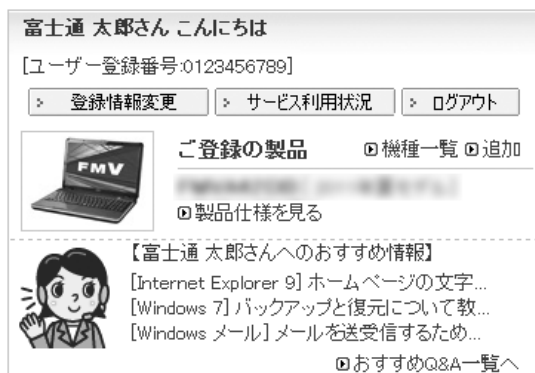 富士通 太郎さん こんにちは
[ユーザー登録番号:0123456789]
登録情報変更 サービス利用状況 ログアウト
FMV
ご登録の製品 機種一覧 追加
製品仕様を見る
【富士通 太郎さんへのおすすめ情報】
[Internet Explorer 9] ホームページの文字...
[Windows 7] バックアップと復元について教...
[Windows メール] メールを送受信するため...
おすすめQ&A一覧へ